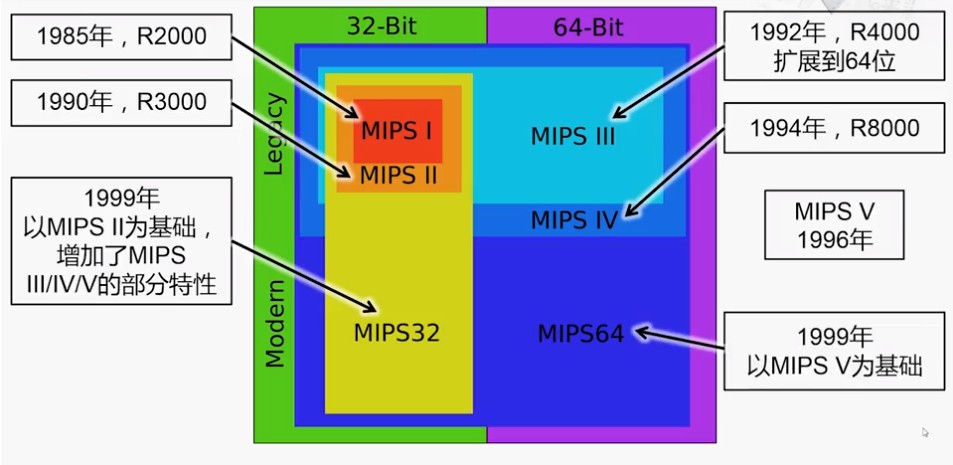 32-Bit
64-Bit
1985年，R2000
1990年，R3000
1999年
以MIPS II为基础，
增加了MIPS
III/IV/V的部分特性
Legacy
Modern
MIPS I
MIPS II
MIPS III
MIPS IV
MIPS32
MIPS64
1992年，R4000
扩展到64位
1994年，R8000
MIPS V
1996年
1999年
以MIPS V为基础